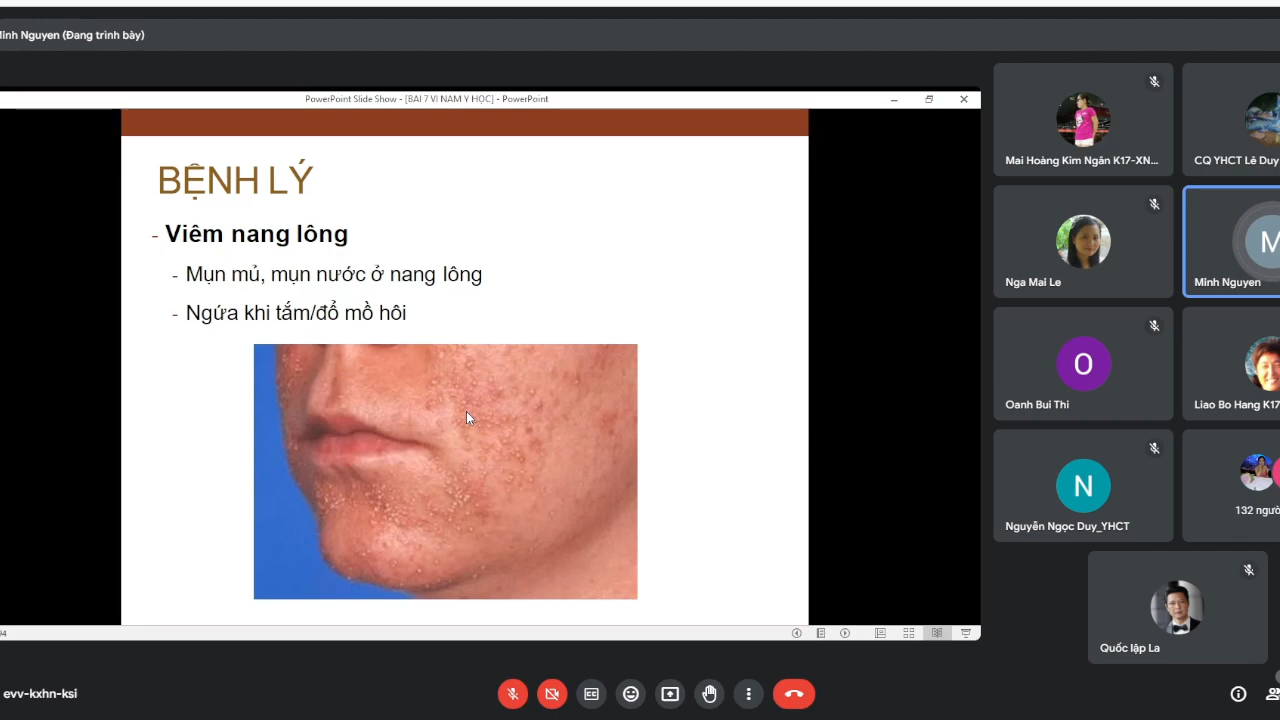 Minh Nguyen (Đang trình bày)
PowerPoint Slide Show - [BAI 7 VI NAM Y HỌC] - PowerPoint
BỆNH LÝ
- Viêm nang lông
- Mụn mủ, mụn nước ở nang lông
- Ngứa khi tắm/đổ mồ hôi
Mai Hoàng Kim Ngân K17-XN...
CQ YHCT Lê Duy
Nga Mai Le
M
Minh Nguyen
O
Oanh Bui Thi
Liao Bo Hang K17
N
Nguyễn Ngọc Duy_YHCT
132
Quốc lập La
evv-kxhn-ksi